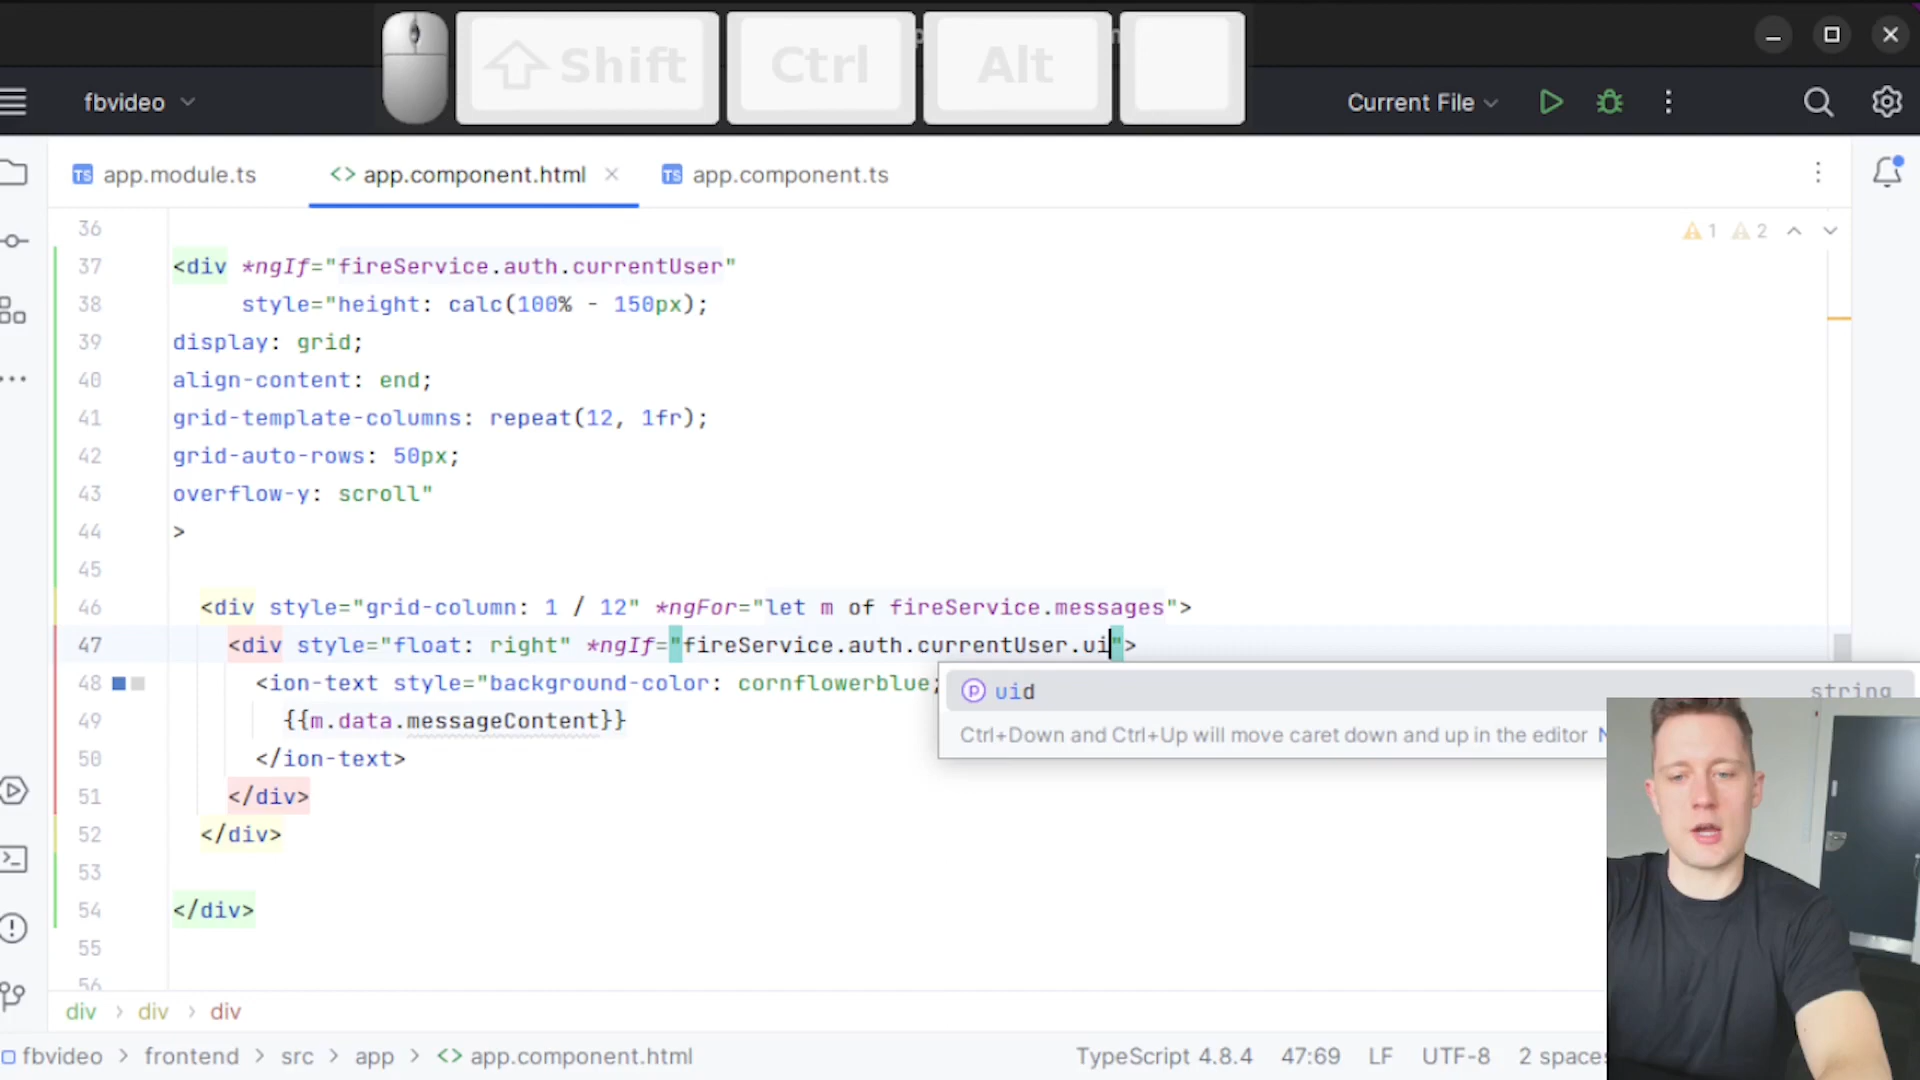 Shift Ctrl Alt
fbvideo
Current File
app.module.ts
<> app.component.html
app.component.ts
36
1 2
37 <div *ngIf="fireService.auth.currentUser"
38 style="height: calc(100% - 150px);
39 display: grid;
40 align-content: end;
41 grid-template-columns: repeat(12, 1fr);
42 grid-auto-rows: 50px;
43 overflow-y: scroll"
44 >
45
46 <div style="grid-column: 1 / 12" *ngFor="let m of fireService.messages">
47 <div style="float: right" *ngIf="fireService.auth.currentUser.ui">
48 <ion-text style="background-color: cornflowerblue;
uid string
49 {{m.data.messageContent}}
Ctrl+Down and Ctrl+Up will move caret down and up in the editor
50 </ion-text>
51 </div>
52 </div>
53
54 </div>
55
56
div > div > div
fbvideo > frontend > src > app > <> app.component.html
TypeScript 4.8.4 47:69 LF UTF-8 2 spaces